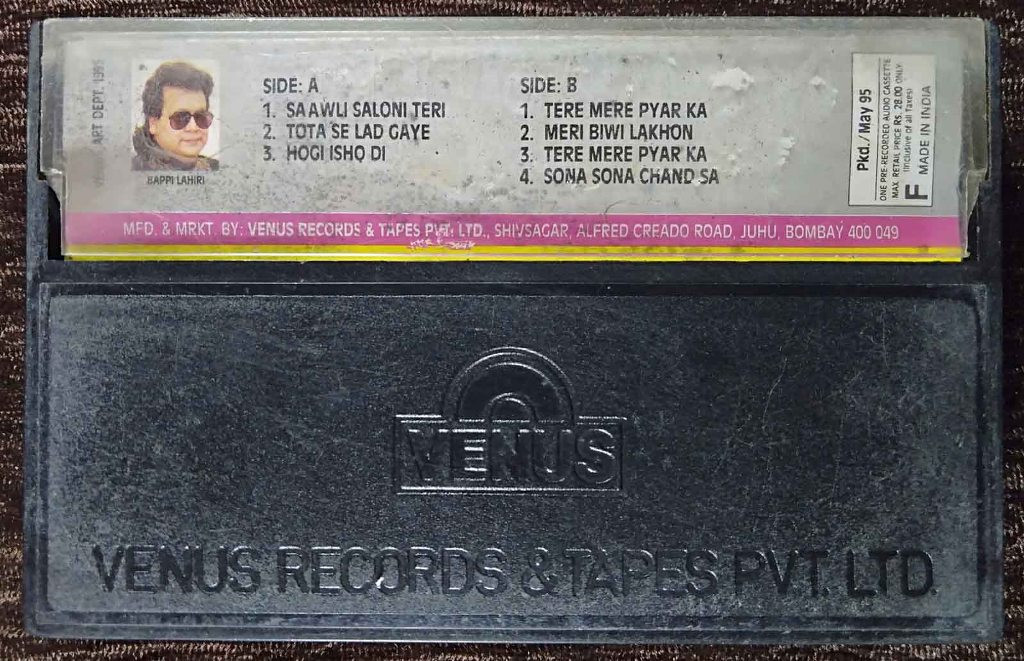 ART DEPT. 1995
BAPPI LAHIRI
SIDE: A
1. SAAWLI SALONI TERI
2. TOTA SE LAD GAYE
3. HOGI ISHQ DI
SIDE: B
1. TERE MERE PYAR KA
2. MERI BIWI LAKHON
3. TERE MERE PYAR KA
4. SONA SONA CHAND SA
Pkd./May 95
ONE PRE-RECORDED AUDIO CASSETTE
MAX. RETAIL PRICE Rs. 28.00 ONLY
(Inclusive of all Taxes)
F MADE IN INDIA
MFD. & MRKT. BY: VENUS RECORDS & TAPES PVT. LTD., SHIVSAGAR, ALFRED CREADO ROAD, JUHU, BOMBAY 400 049
VENUS
VENUS RECORDS & TAPES PVT. LTD.